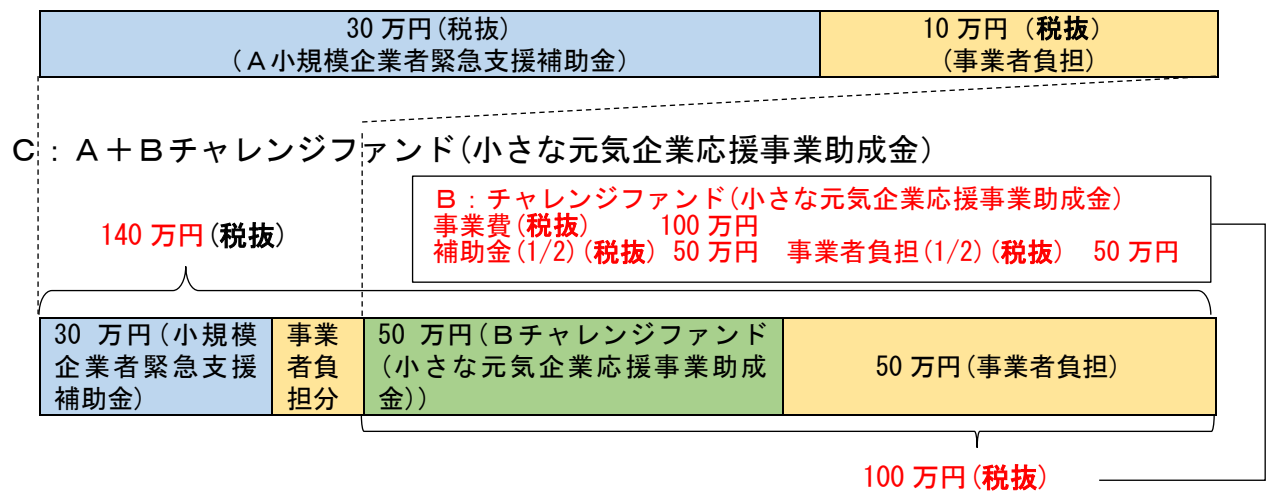 30 万円(税抜)
(A小規模企業者緊急支援補助金)
10 万円 (税抜)
(事業者負担)
C:A+Bチャレンジファンド(小さな元気企業応援事業助成金)
B:チャレンジファンド(小さな元気企業応援事業助成金)
事業費(税抜) 100 万円
補助金(1/2)(税抜) 50 万円 事業者負担(1/2)(税抜) 50 万円
140 万円(税抜)
30 万円(小規模
企業者緊急支援
補助金)
事業
者負
担分
50 万円(Bチャレンジファンド
(小さな元気企業応援事業助成
金))
50 万円(事業者負担)
100 万円(税抜)